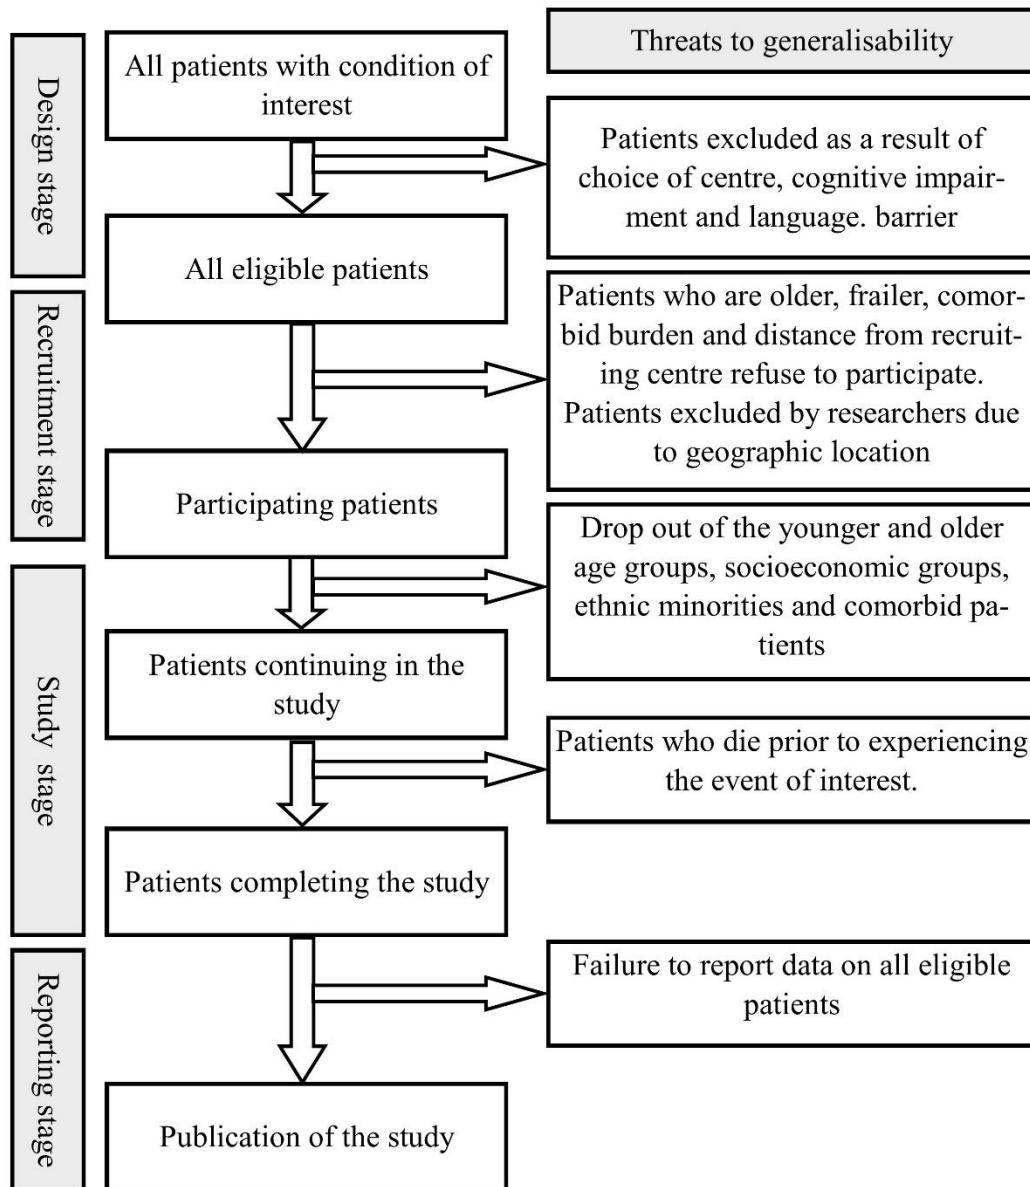 Design stage
Recruitment stage
Study stage
Reporting stage
All patients with condition of
interest
All eligible patients
Participating patients
Patients continuing in the
study
Patients completing the study
Publication of the study
Threats to generalisability
Patients excluded as a result of
choice of centre, cognitive impair-
ment and language. barrier
Patients who are older, frailer, comor-
bid burden and distance from recruit-
ing centre refuse to participate.
Patients excluded by researchers due
to geographic location
Drop out of the younger and older
age groups, socioeconomic groups,
ethnic minorities and comorbid pa-
tients
Patients who die prior to experiencing
the event of interest.
Failure to report data on all eligible
patients